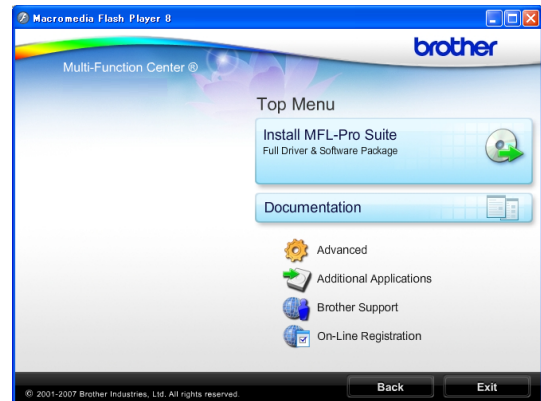 Macromedia Flash Player 8
brother
Multi-Function Center ®
Top Menu
Install MFL-Pro Suite
Full Driver & Software Package
Documentation
Advanced
Additional Applications
Brother Support
On-Line Registration
Back
Exit
© 2001-2007 Brother Industries, Ltd. All rights reserved.